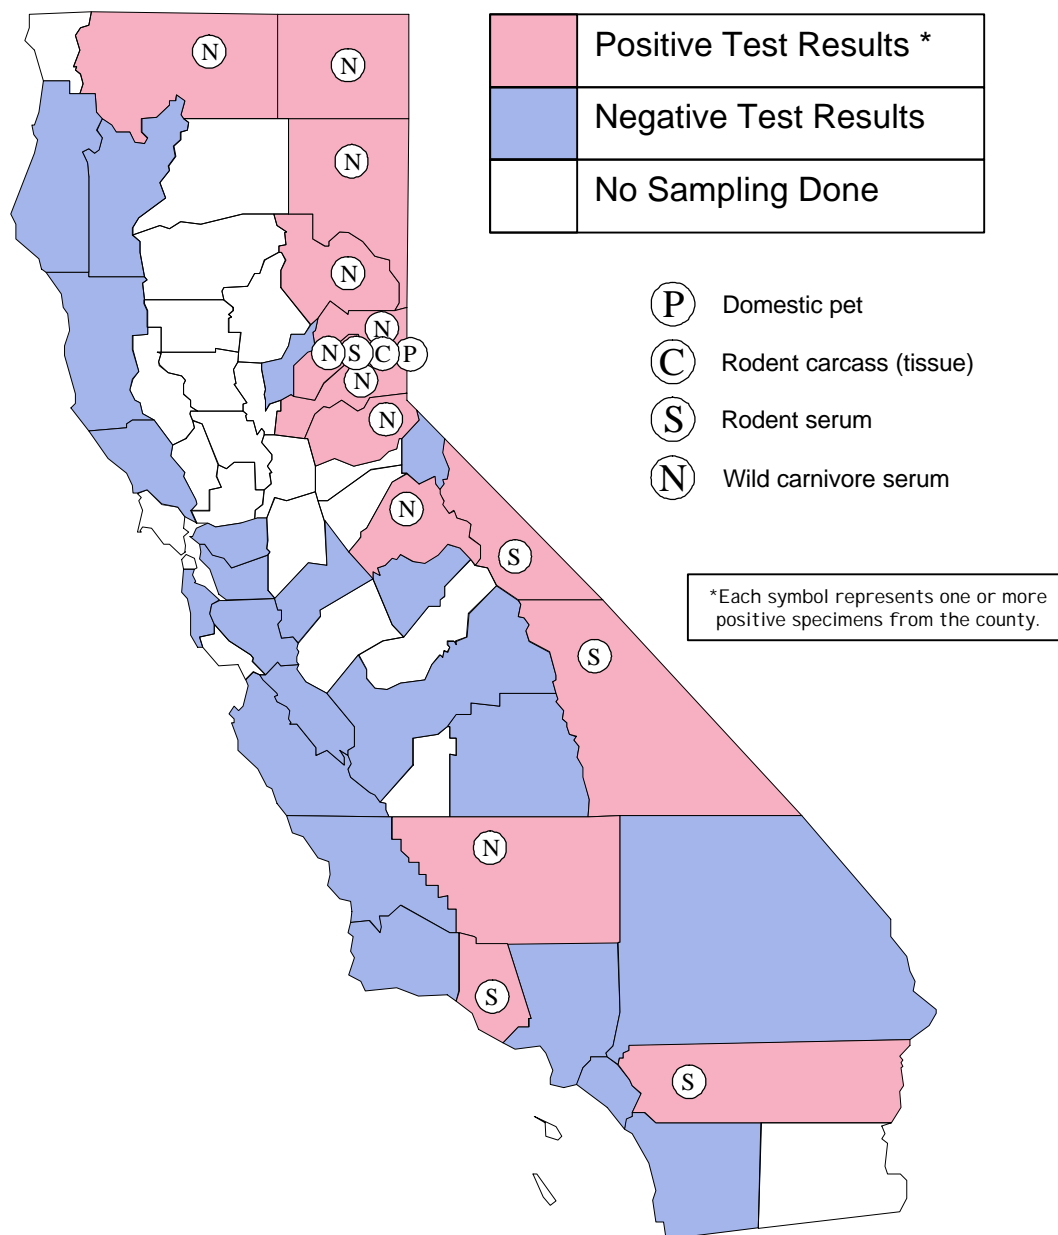 Positive Test Results *
Negative Test Results
No Sampling Done
N
N
N
N
N
N S C P
N
N
N
S
S
N
S
S
P Domestic pet
C Rodent carcass (tissue)
S Rodent serum
N Wild carnivore serum
*Each symbol represents one or more
positive specimens from the county.